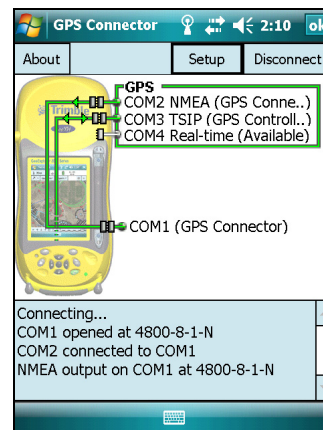 GPS Connector 2:10 ok
About Setup Disconnect
GPS
COM2 NMEA (GPS Conne..)
COM3 TSIP (GPS Controll..)
COM4 Real-time (Available)
Trimble
COM1 (GPS Connector)
Connecting...
COM1 opened at 4800-8-1-N
COM2 connected to COM1
NMEA output on COM1 at 4800-8-1-N